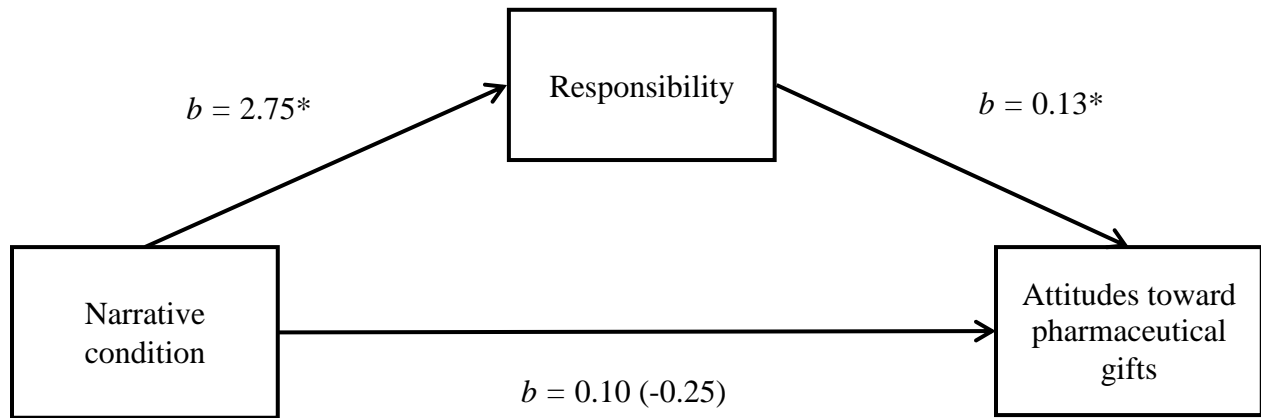 Responsibility
b = 2.75*
b = 0.13*
Narrative
condition
Attitudes toward
pharmaceutical
gifts
b = 0.10 (-0.25)